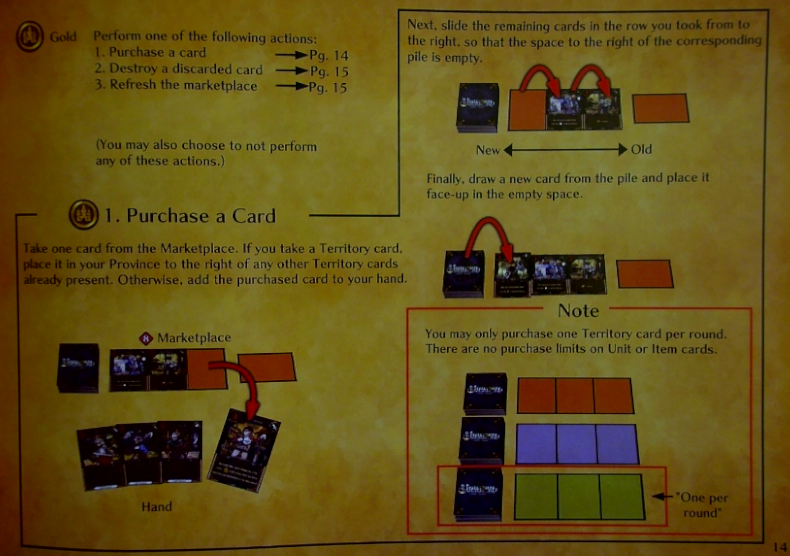 Gold
Perform one of the following actions:
1. Purchase a card Pg. 14
2. Destroy a discarded card Pg. 15
3. Refresh the marketplace Pg. 15
(You may also choose to not perform
any of these actions.)
1. Purchase a Card
Take one card from the Marketplace. If you take a Territory card,
place it in your Province to the right of any other Territory cards
already present. Otherwise, add the purchased card to your hand.
Marketplace
Hand
Next, slide the remaining cards in the row you took from to
the right, so that the space to the right of the corresponding
pile is empty.
New Old
Finally, draw a new card from the pile and place it
face-up in the empty space.
Note
You may only purchase one Territory card per round.
There are no purchase limits on Unit or Item cards.
"One per
round"
14